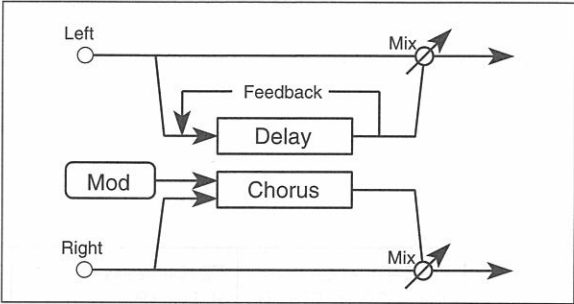 Left
Mix
Feedback
Delay
Mod
Chorus
Right
Mix